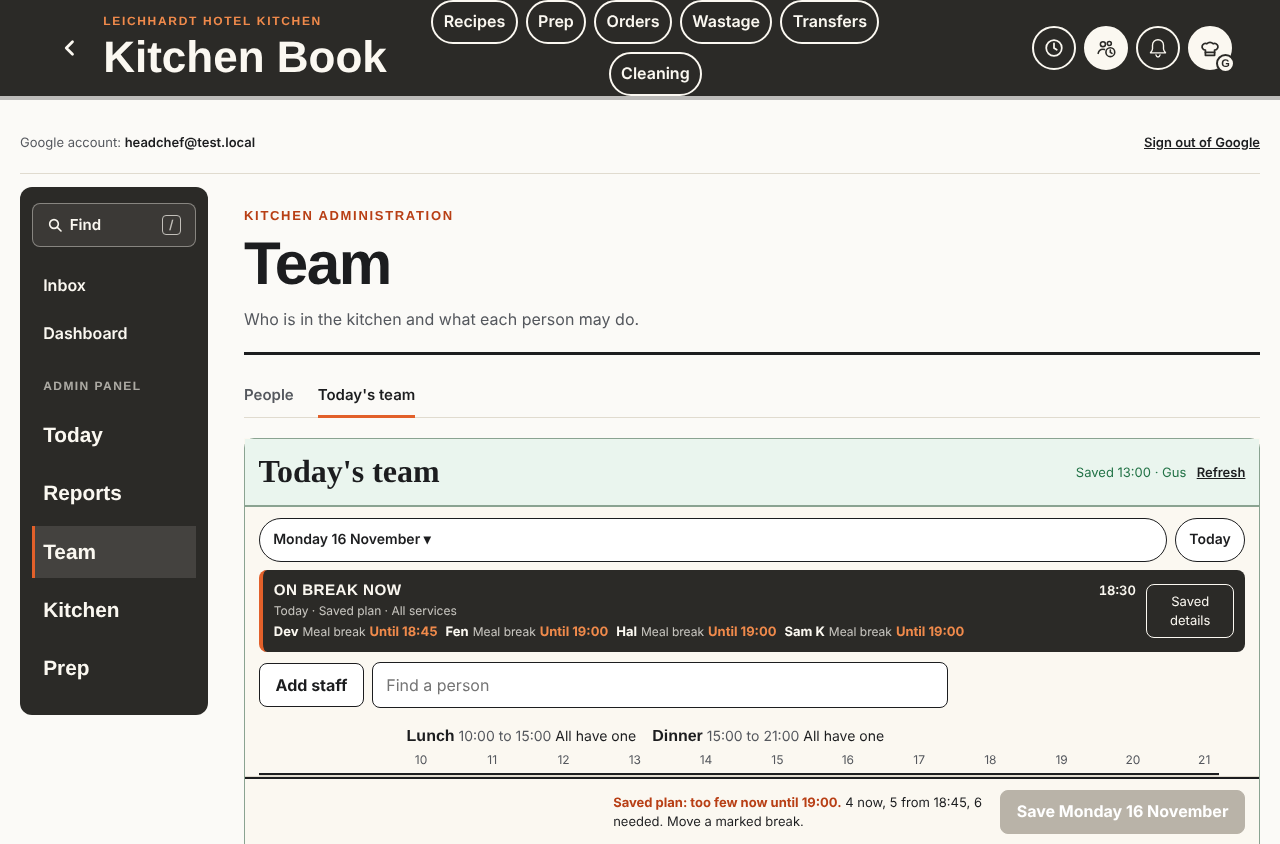 LEICHHARDT HOTEL KITCHEN
Kitchen Book
Recipes Prep Orders Wastage Transfers
Cleaning
G
Google account: headchef@test.local
Sign out of Google
Find /
Inbox
Dashboard
ADMIN PANEL
Today
Reports
Team
Kitchen
Prep
KITCHEN ADMINISTRATION
Team
Who is in the kitchen and what each person may do.
People Today's team
Today's team
Saved 13:00 · Gus Refresh
Monday 16 November ▾
Today
ON BREAK NOW
18:30
Today · Saved plan · All services
Dev Meal break Until 18:45 Fen Meal break Until 19:00 Hal Meal break Until 19:00 Sam K Meal break Until 19:00
Saved
details
Add staff
Find a person
Lunch 10:00 to 15:00 All have one Dinner 15:00 to 21:00 All have one
10 11 12 13 14 15 16 17 18 19 20 21
Saved plan: too few now until 19:00. 4 now, 5 from 18:45, 6
needed. Move a marked break.
Save Monday 16 November